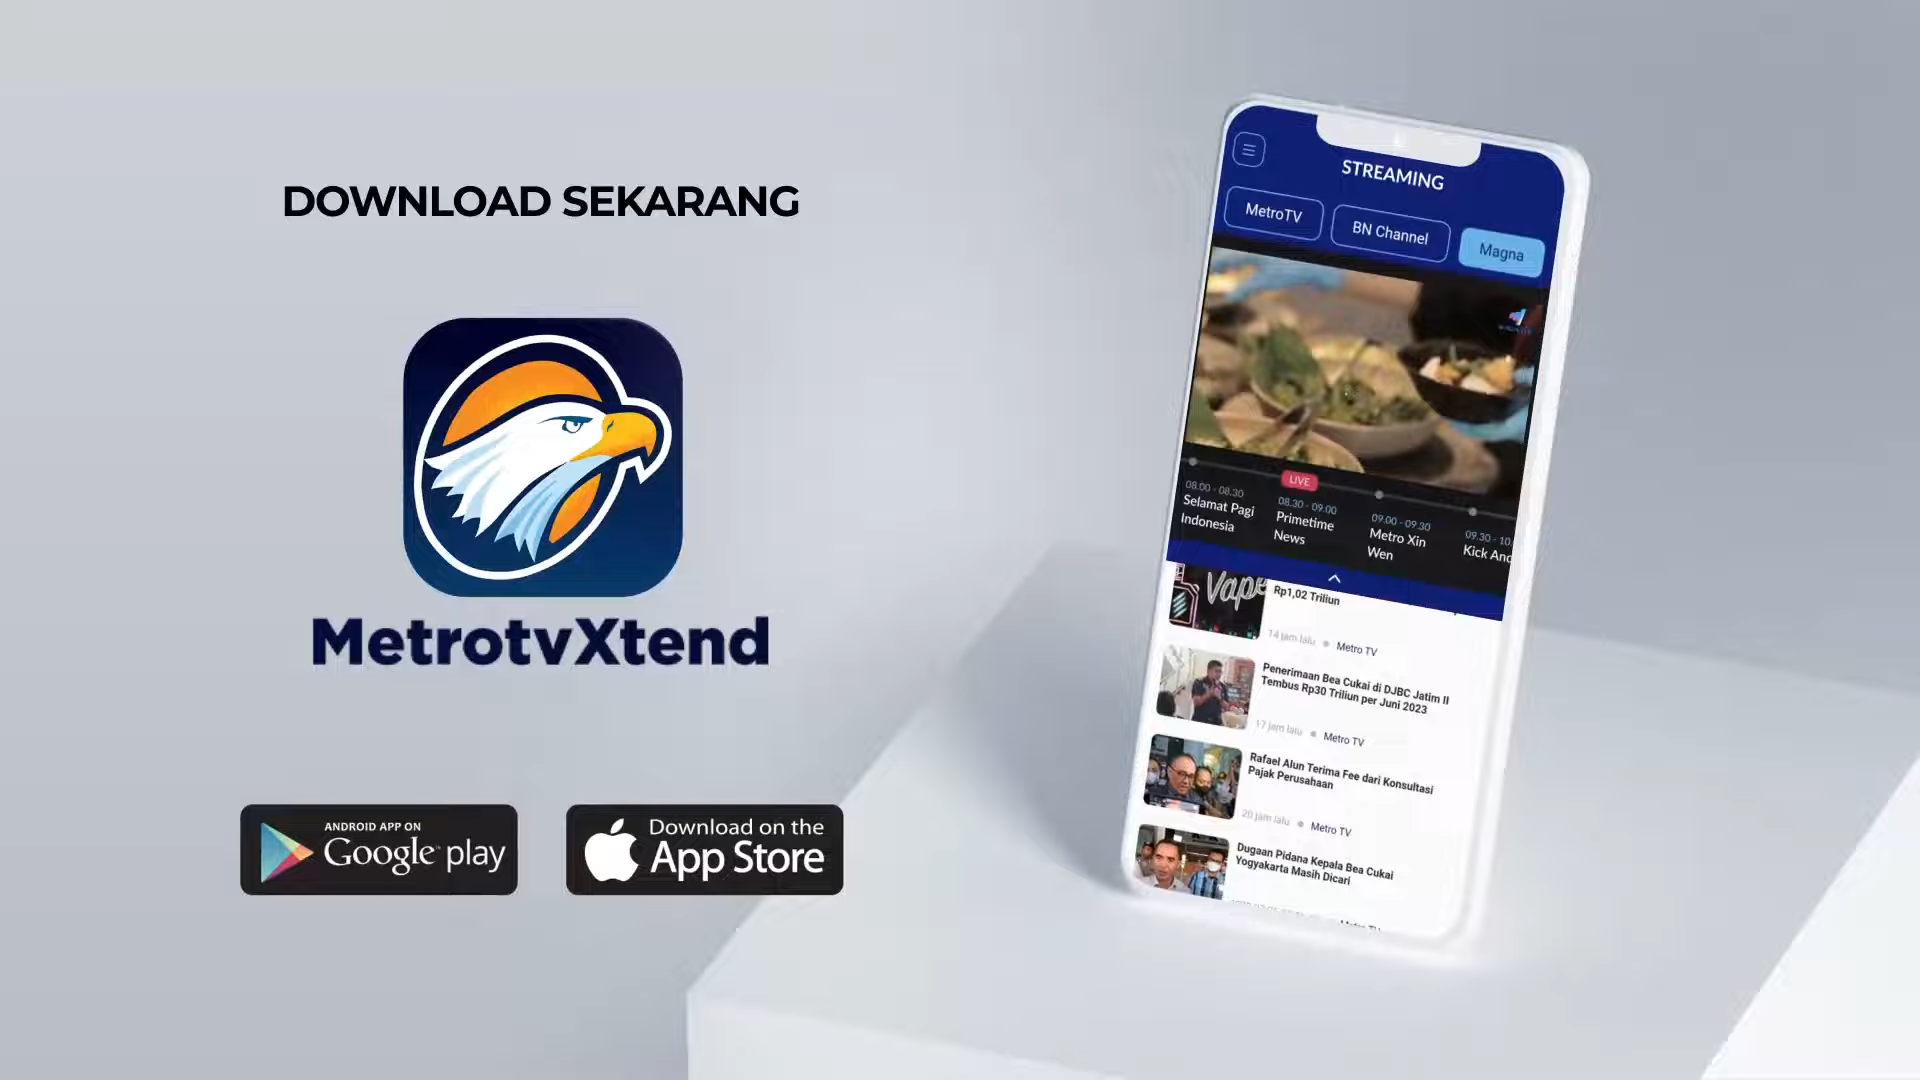 DOWNLOAD SEKARANG
MetrotvXtend
ANDROID APP ON
Google play
Download on the
App Store
STREAMING
MetroTV
BN Channel
Magna
LIVE
08.00 - 08.30
Selamat Pagi
Indonesia
08.30 - 09.00
Primetime
News
09.00 - 09.30
Metro Xin
Wen
09.30 - 10.
Kick And
Vape
Rp1,02 Triliun
14 jam lalu
Metro TV
Penerimaan Bea Cukai di DJBC Jatim II
Tembus Rp30 Triliun per Juni 2023
17 jam lalu
Metro TV
Rafael Alun Terima Fee dari Konsultasi
Pajak Perusahaan
20 jam lalu
Metro TV
Dugaan Pidana Kepala Bea Cukai
Yogyakarta Masih Dicari